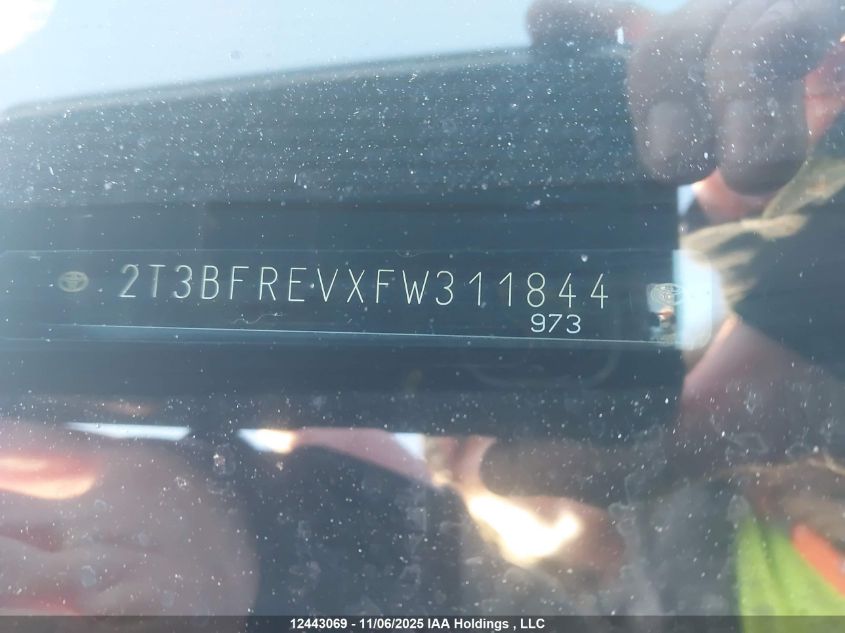 2T3BFREVXFW311844
973
12443069 - 11/06/2025 IAA Holdings , LLC